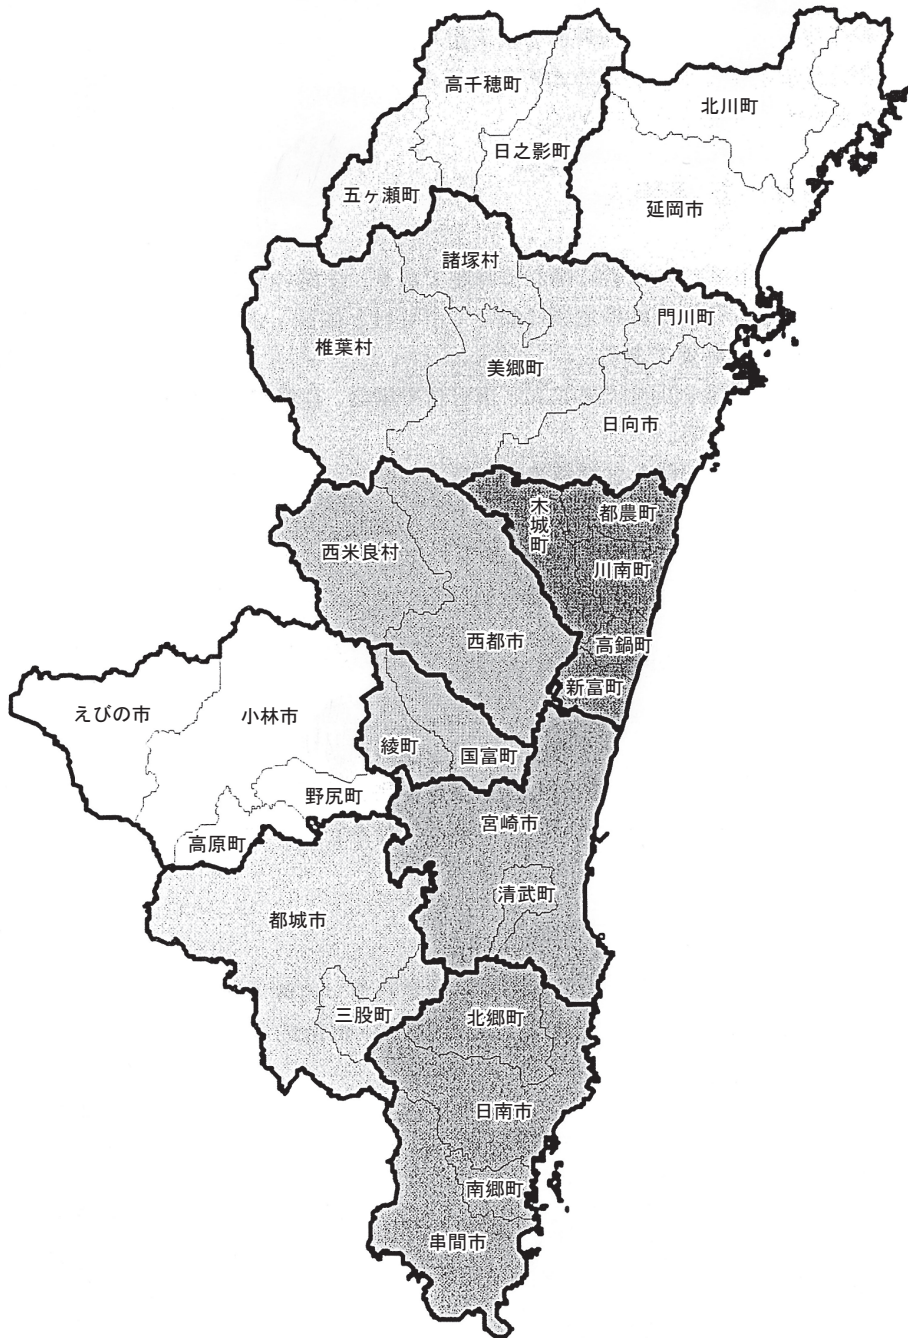 高千穂町
北川町
日之影町
五ヶ瀬町
延岡市
諸塚村
門川町
椎葉村
美郷町
日向市
木城町
都農町
西米良村
川南町
西都市
高鍋町
新富町
えびの市
小林市
綾町
国富町
野尻町
宮崎市
高原町
清武町
都城市
三股町
北郷町
日南市
南郷町
串間市